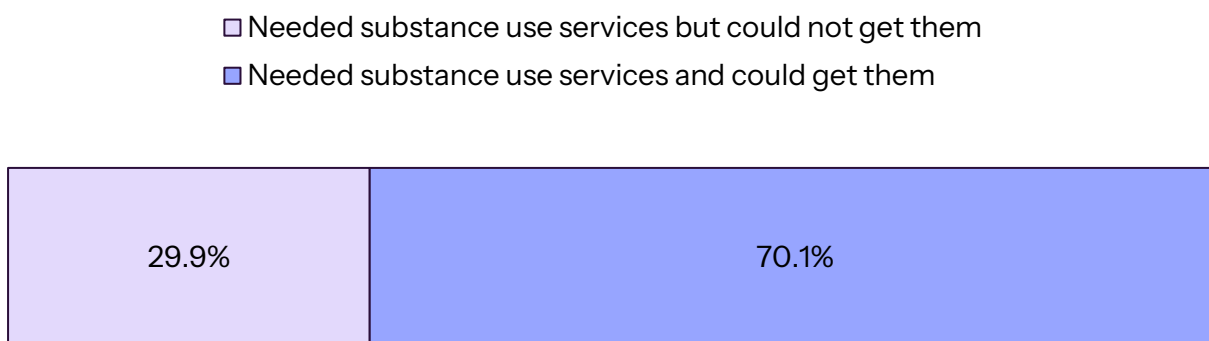 Needed substance use services but could not get them
Needed substance use services and could get them
29.9% 70.1%